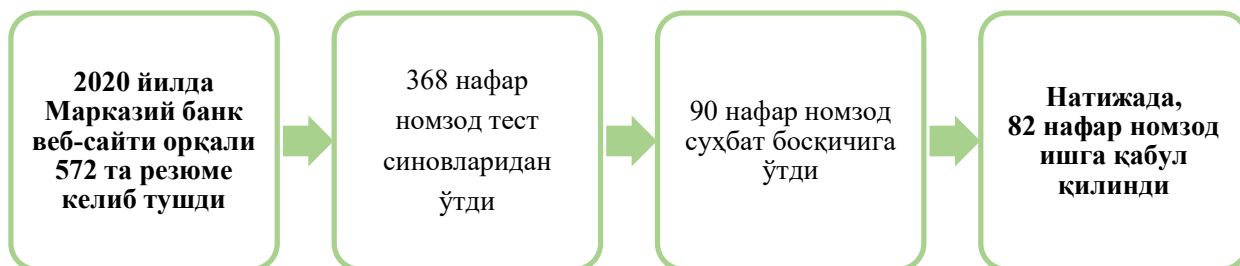 2020 йилда
Марказий банк
веб-сайти орқали
572 та резюме
келиб тушди
368 нафар
номзод тест
синовларидан
ўтди
90 нафар номзод
суҳбат босқичига
ўтди
Натижада,
82 нафар номзод
ишга қабул
қилинди